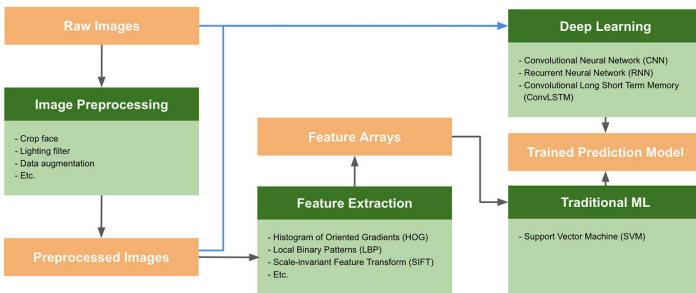 Raw Images
Image Preprocessing
- Crop face
- Lighting filter
- Data augmentation
- Etc.
Preprocessed Images
Feature Arrays
Feature Extraction
- Histogram of Oriented Gradients (HOG)
- Local Binary Patterns (LBP)
- Scale-invariant Feature Transform (SIFT)
- Etc.
Deep Learning
- Convolutional Neural Network (CNN)
- Recurrent Neural Network (RNN)
- Convolutional Long Short Term Memory
(ConvLSTM)
Trained Prediction Model
Traditional ML
- Support Vector Machine (SVM)